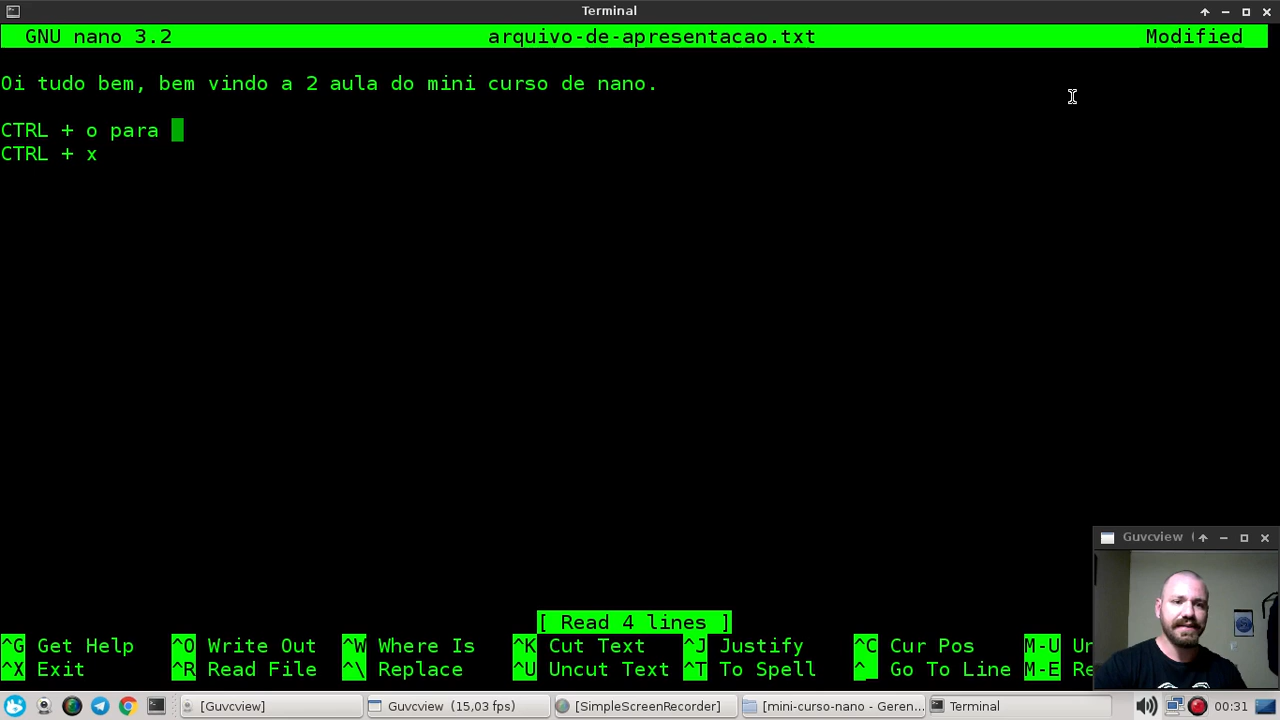 Terminal
GNU nano 3.2 arquivo-de-apresentacao.txt Modified
Oi tudo bem, bem vindo a 2 aula do mini curso de nano.
CTRL + o para
CTRL + x
Guvcview (
[ Read 4 lines ]
^G Get Help ^O Write Out ^W Where Is ^K Cut Text ^J Justify ^C Cur Pos M-U Un
^X Exit ^R Read File ^\ Replace ^U Uncut Text ^T To Spell ^_ Go To Line M-E Re
[Guvcview] Guvcview (15,05 fps) [SimpleScreenRecorder] [mini-curso-nano - Geren... Terminal 00:31